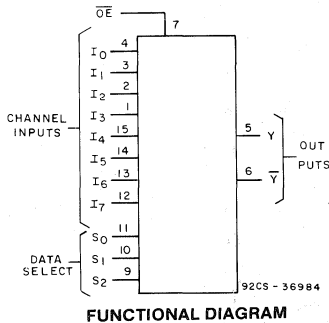 OE 7
I0 4
I1 3
I2 2
CHANNEL INPUTS I3 1
I4 15
I5 14
I6 13
I7 12
5 Y
6 Y
OUT PUTS
S0 11
DATA SELECT S1 10
S2 9
92CS-36984
FUNCTIONAL DIAGRAM